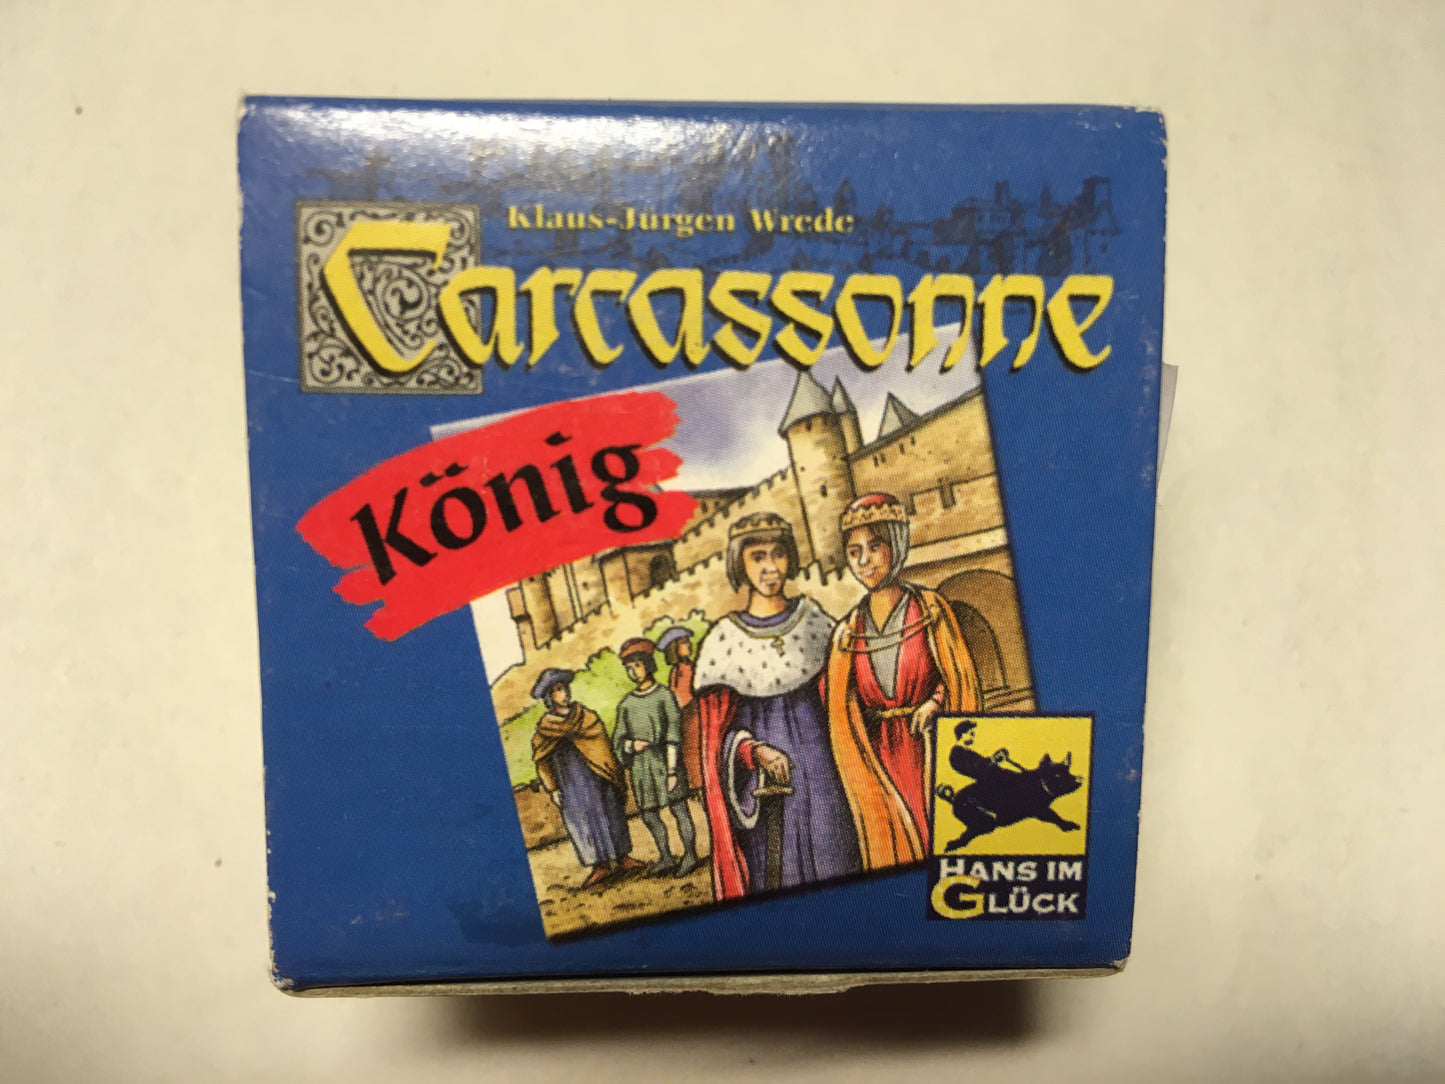 Klaus-Jürgen Wrede
Carcassonne
König
HANS IM
GLÜCK